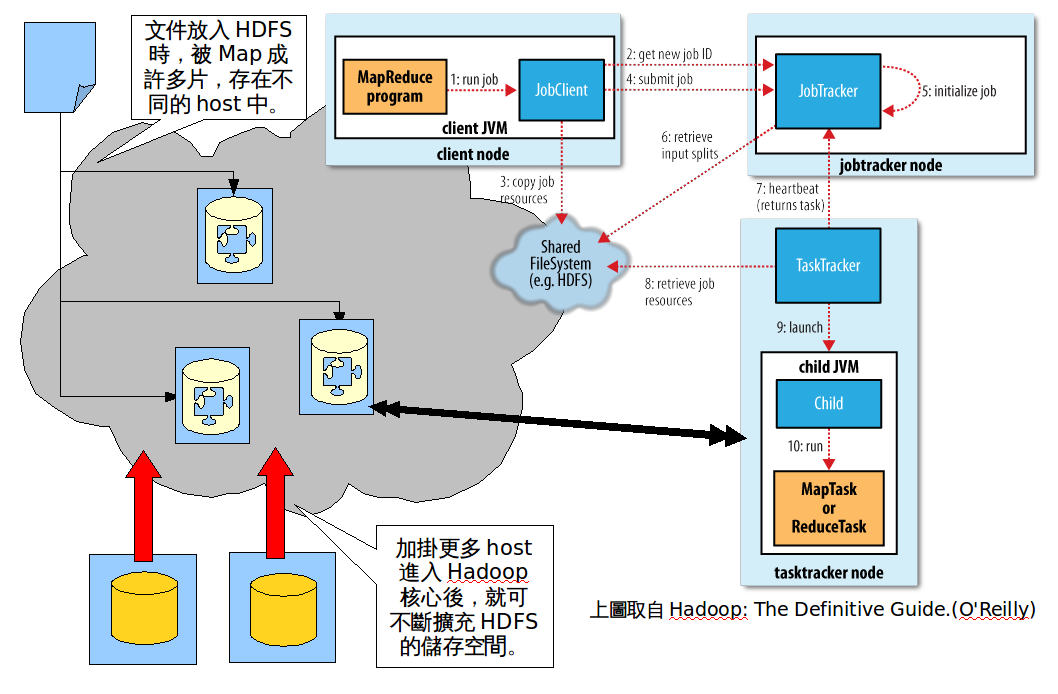 文件放入 HDFS
時，被 Map 成
許多片，存在不
同的 host 中。
MapReduce
program
1: run job
JobClient
client JVM
client node
2: get new job ID
4: submit job
JobTracker
5: initialize job
jobtracker node
3: copy job
resources
6: retrieve
input splits
7: heartbeat
(returns task)
Shared
FileSystem
(e.g. HDFS)
TaskTracker
8: retrieve job
resources
9: launch
child JVM
Child
10: run
MapTask
or
ReduceTask
tasktracker node
加掛更多 host
進入 Hadoop
核心後，就可
不斷擴充 HDFS
的儲存空間。
上圖取自 Hadoop: The Definitive Guide.(O'Reilly)